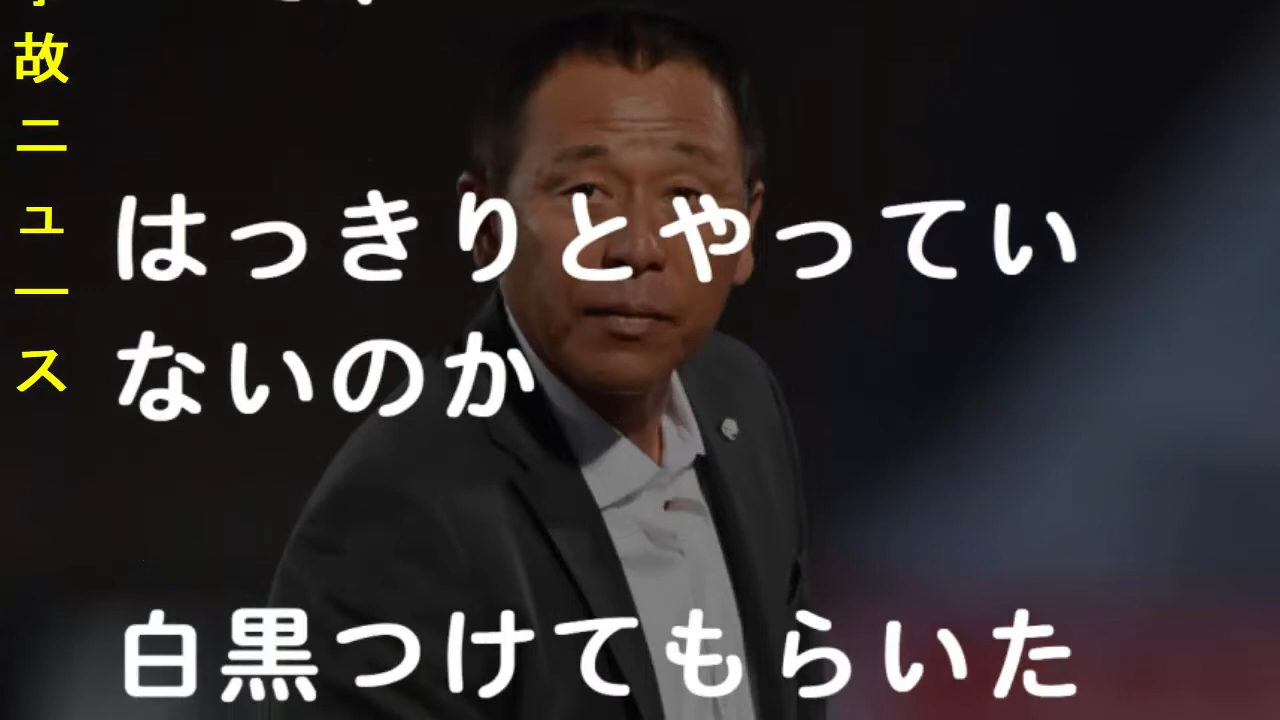 故ニュース
はっきりとやってい
ないのか
白黒つけてもらいた